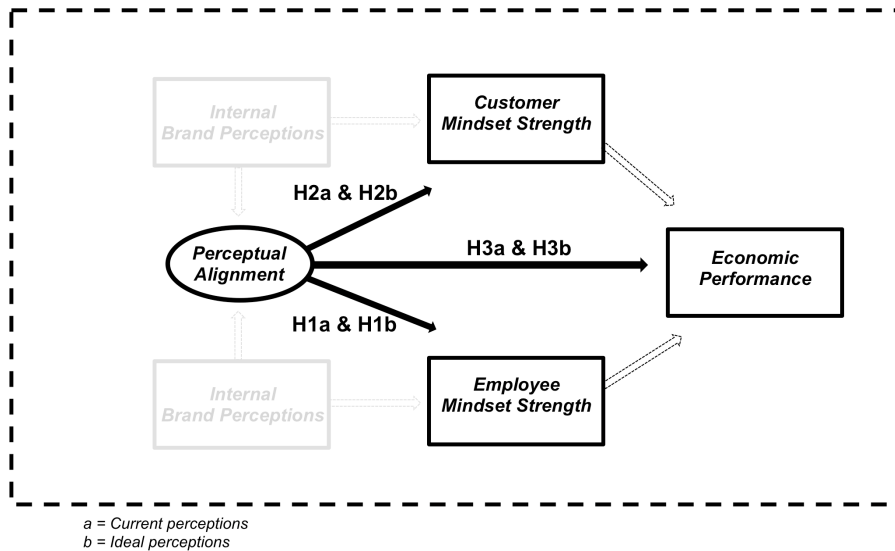 Internal
Brand Perceptions
Customer
Mindset Strength
H2a & H2b
Perceptual
Alignment
H3a & H3b
Economic
Performance
H1a & H1b
Internal
Brand Perceptions
Employee
Mindset Strength
a = Current perceptions
b = Ideal perceptions